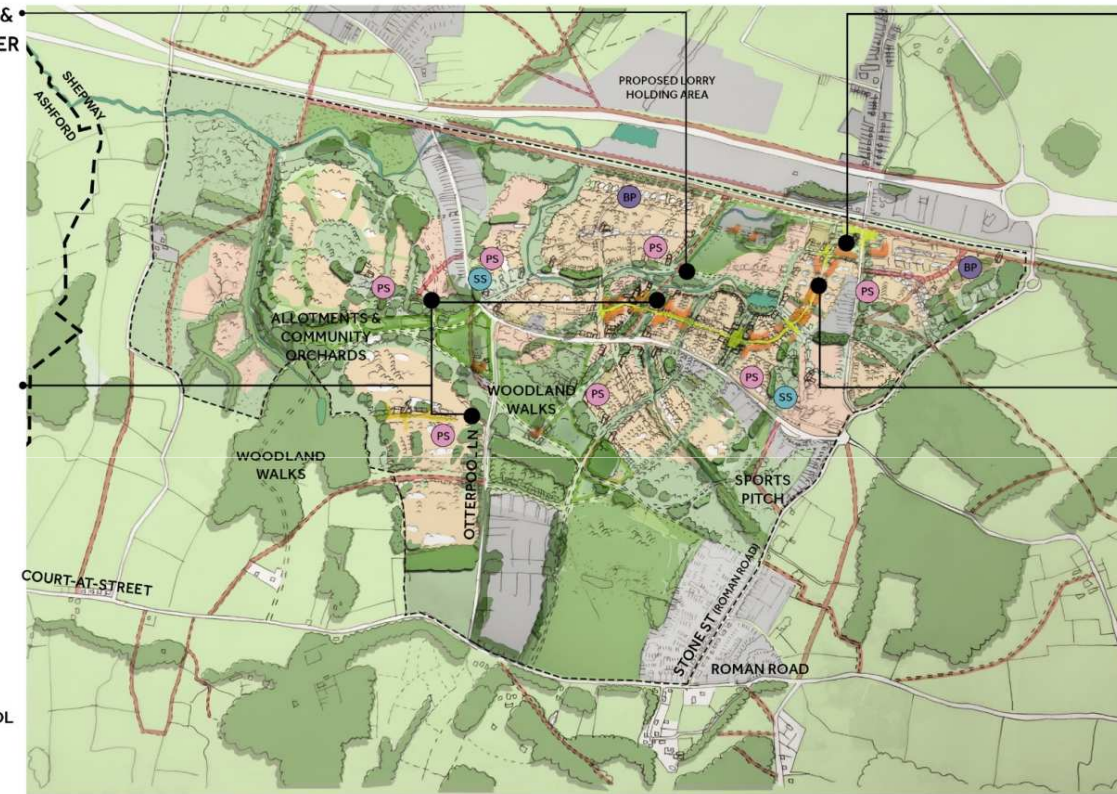 &
ER
SHEPWAY
ASHFORD
PROPOSED LORRY
HOLDING AREA
BP
PS
PS
SS
PS
BP
PS
ALLOTMENTS &
COMMUNITY
ORCHARDS
WOODLAND
WALKS
PS
PS
SS
PS
WOODLAND
WALKS
OTTERPOOL LN
SPORTS
PITCH
COURT-AT-STREET
STONE ST (ROMAN ROAD)
ROMAN ROAD
OL